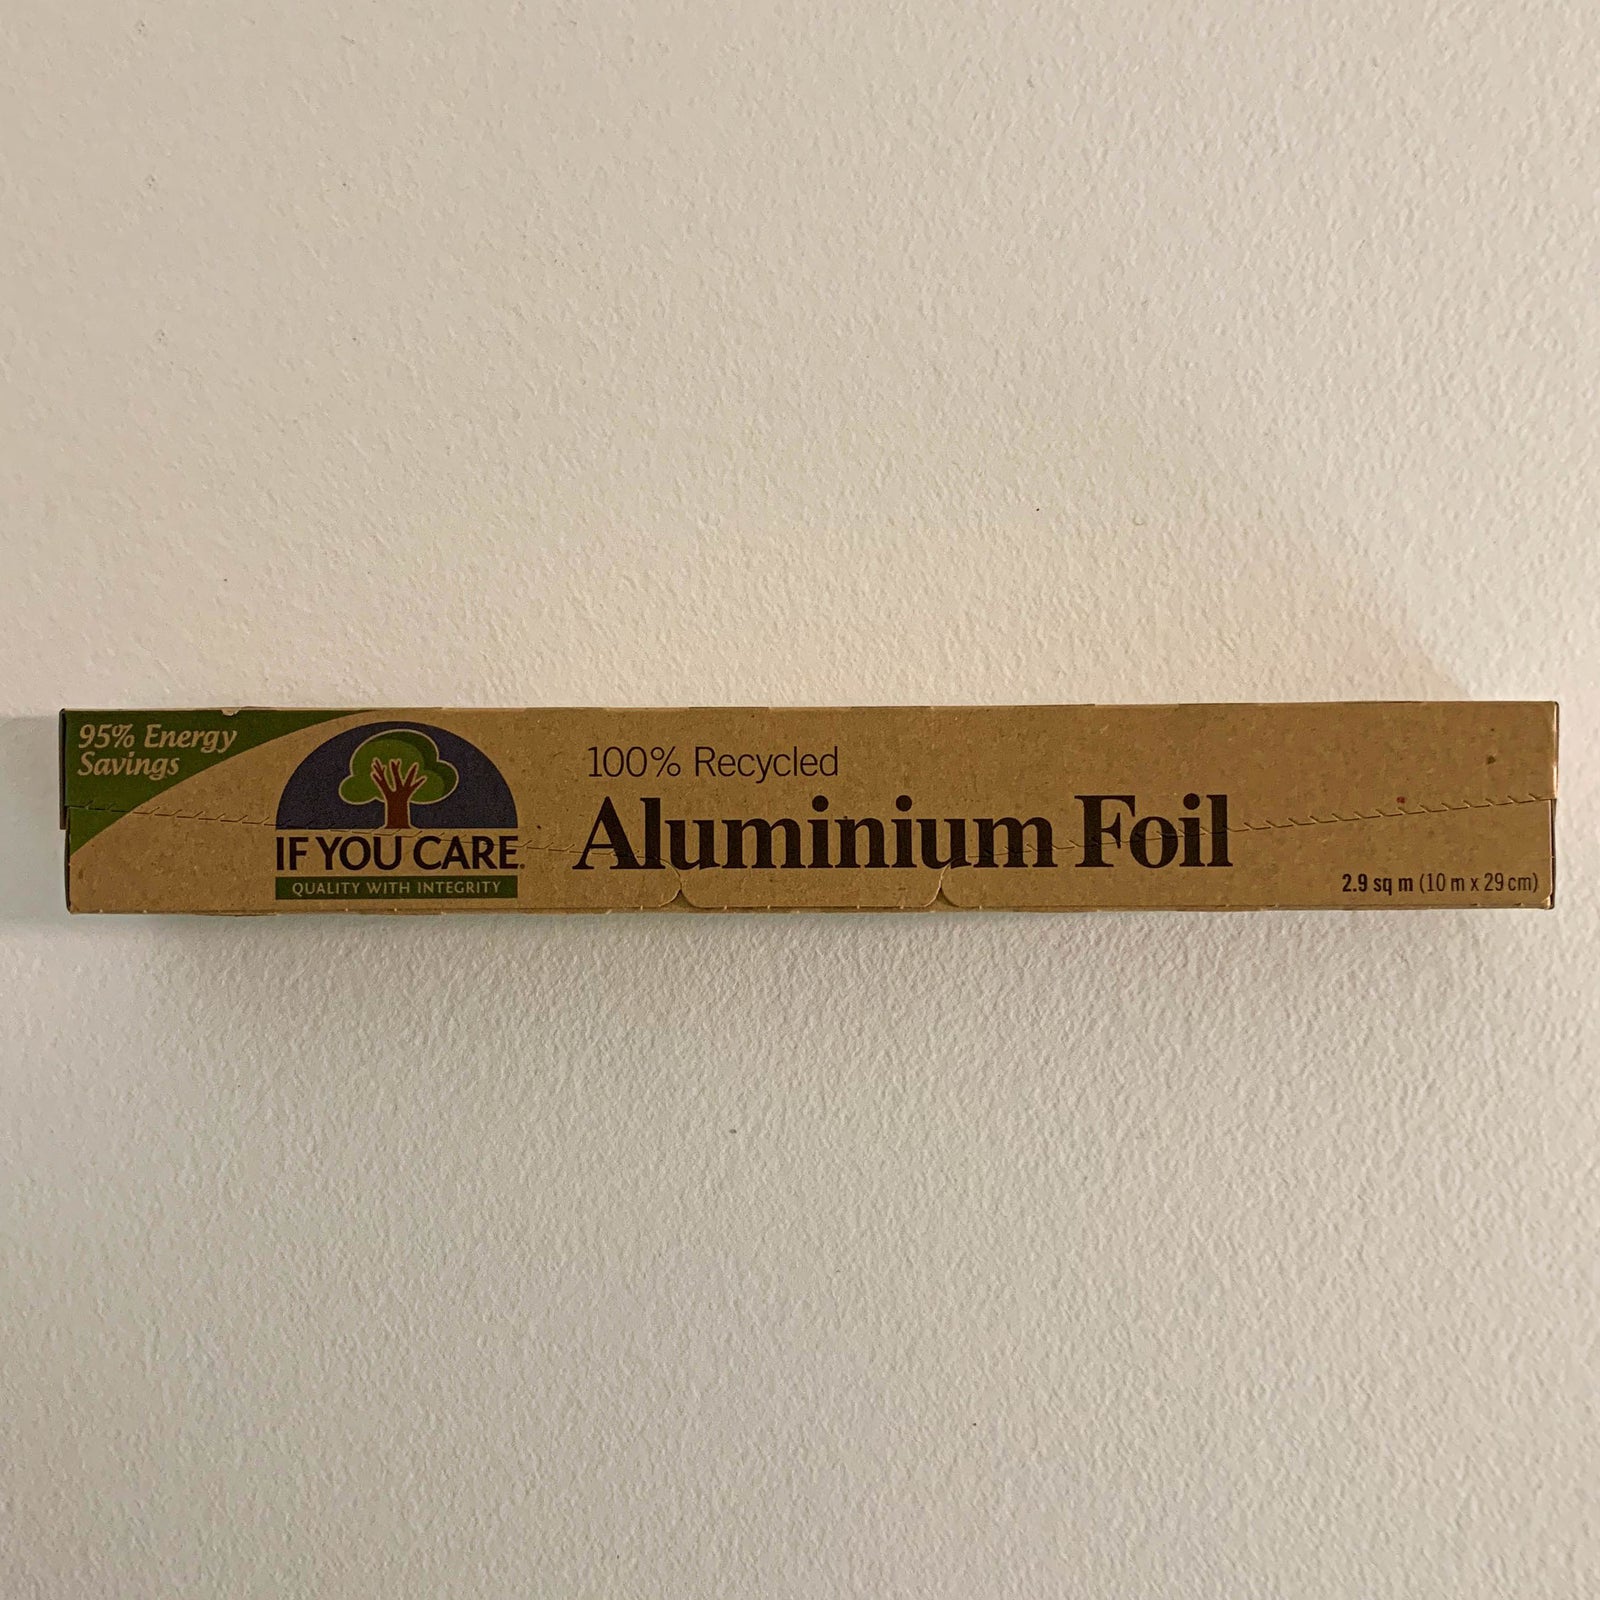 95% Energy
Savings
IF YOU CARE®
QUALITY WITH INTEGRITY
100% Recycled
Aluminium Foil
2.9 sq m (10 m x 29 cm)